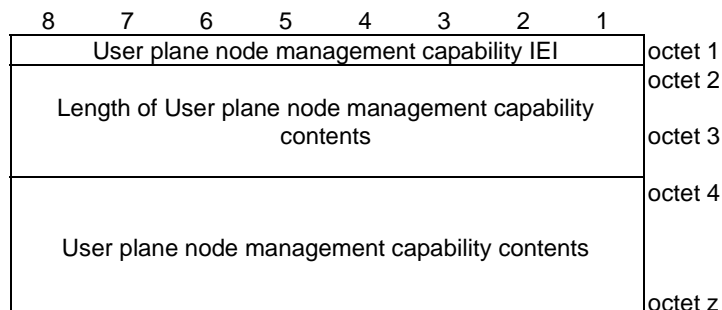 8 7 6 5 4 3 2 1
User plane node management capability IEI octet 1
octet 2
Length of User plane node management capability
contents octet 3
octet 4
User plane node management capability contents
octet z